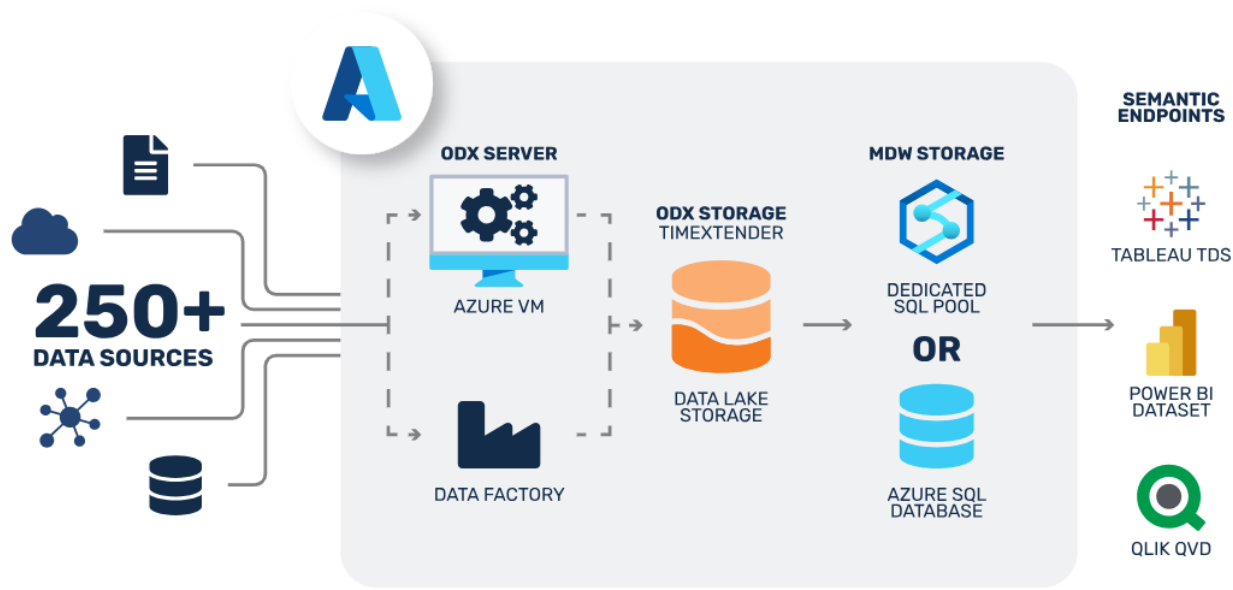 250+
DATA SOURCES
ODX SERVER
AZURE VM
DATA FACTORY
ODX STORAGE
TIMEXTENDER
DATA LAKE
STORAGE
MDW STORAGE
DEDICATED
SQL POOL
OR
AZURE SQL
DATABASE
SEMANTIC
ENDPOINTS
TABLEAU TDS
POWER BI
DATASET
QLIK QVD